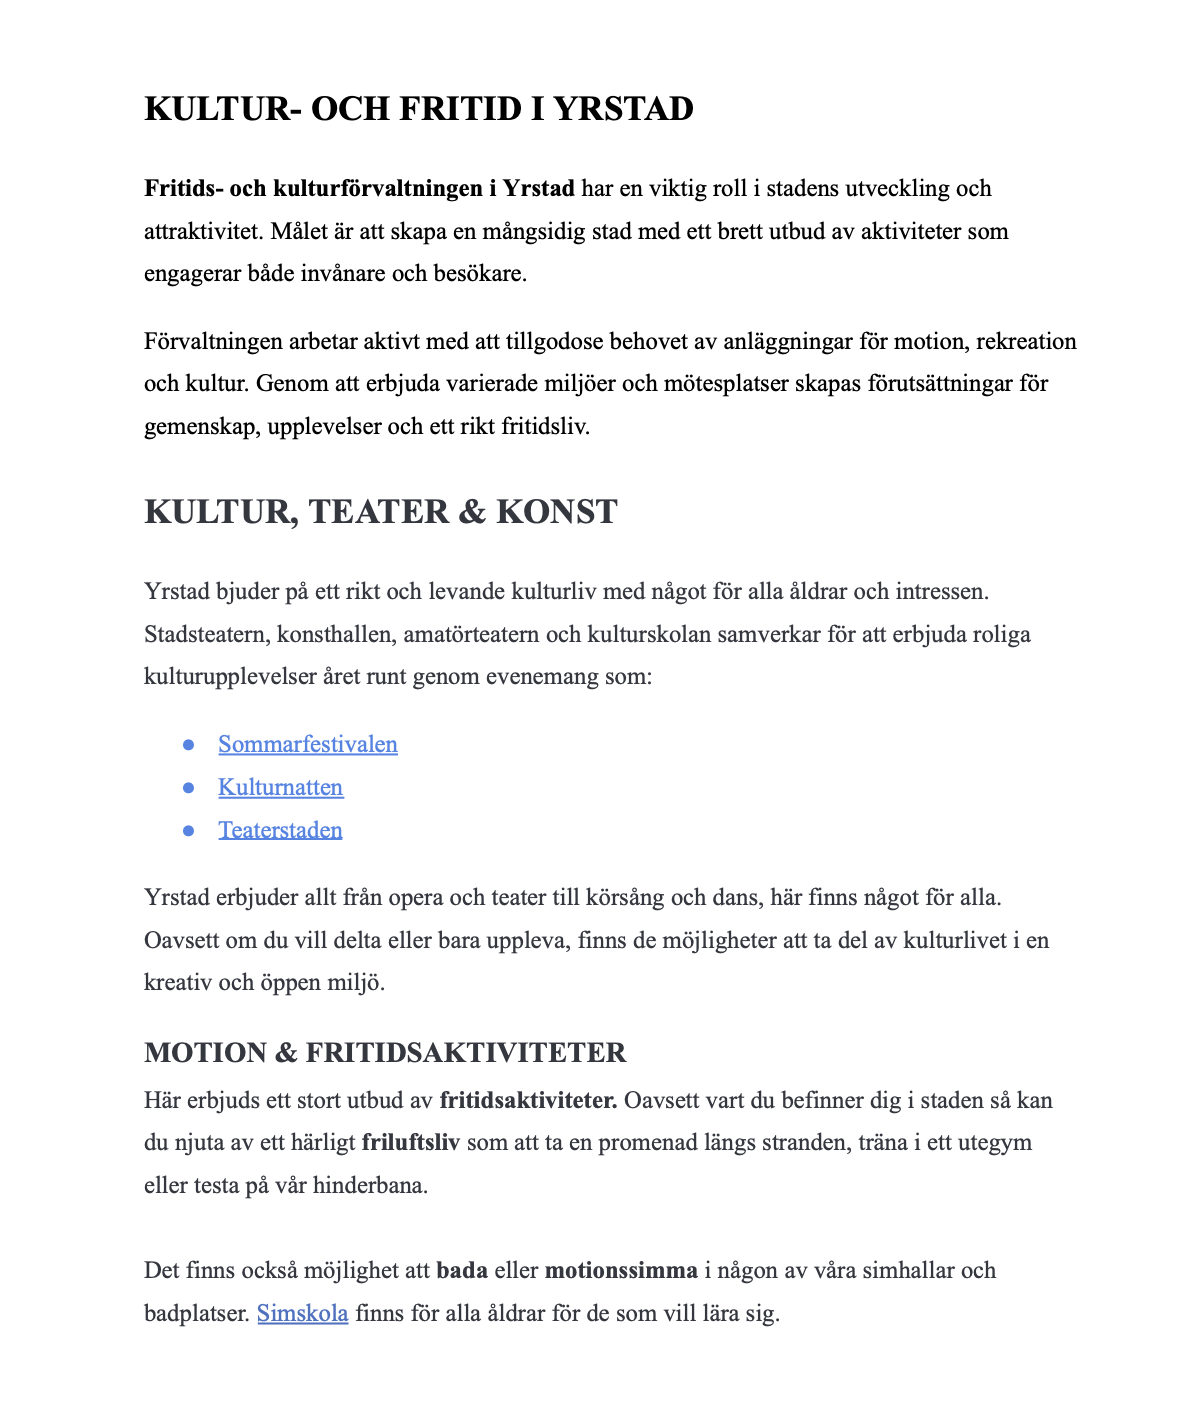 KULTUR- OCH FRITID I YRSTAD
Fritids- och kulturförvaltningen i Yrstad har en viktig roll i stadens utveckling och
attraktivitet. Målet är att skapa en mångsidig stad med ett brett utbud av aktiviteter som
engagerar både invånare och besökare.
Förvaltningen arbetar aktivt med att tillgodose behovet av anläggningar för motion, rekreation
och kultur. Genom att erbjuda varierade miljöer och mötesplatser skapas förutsättningar för
gemenskap, upplevelser och ett rikt fritidsliv.
KULTUR, TEATER & KONST
Yrstad bjuder på ett rikt och levande kulturliv med något för alla åldrar och intressen.
Stadsteatern, konsthallen, amatörteatern och kulturskolan samverkar för att erbjuda roliga
kulturupplevelser året runt genom evenemang som:
● Sommarfestivalen
● Kulturnatten
● Teaterstaden
Yrstad erbjuder allt från opera och teater till körsång och dans, här finns något för alla.
Oavsett om du vill delta eller bara uppleva, finns de möjligheter att ta del av kulturlivet i en
kreativ och öppen miljö.
MOTION & FRITIDSAKTIVITETER
Här erbjuds ett stort utbud av fritidsaktiviteter. Oavsett vart du befinner dig i staden så kan
du njuta av ett härligt friluftsliv som att ta en promenad längs stranden, träna i ett utegym
eller testa på vår hinderbana.
Det finns också möjlighet att bada eller motionssimma i någon av våra simhallar och
badplatser. Simskola finns för alla åldrar för de som vill lära sig.